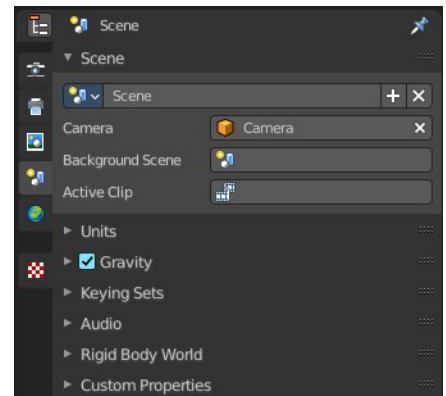 Scene
Scene
Scene
Camera Camera
Background Scene
Active Clip
Units
Gravity
Keying Sets
Audio
Rigid Body World
Custom Properties